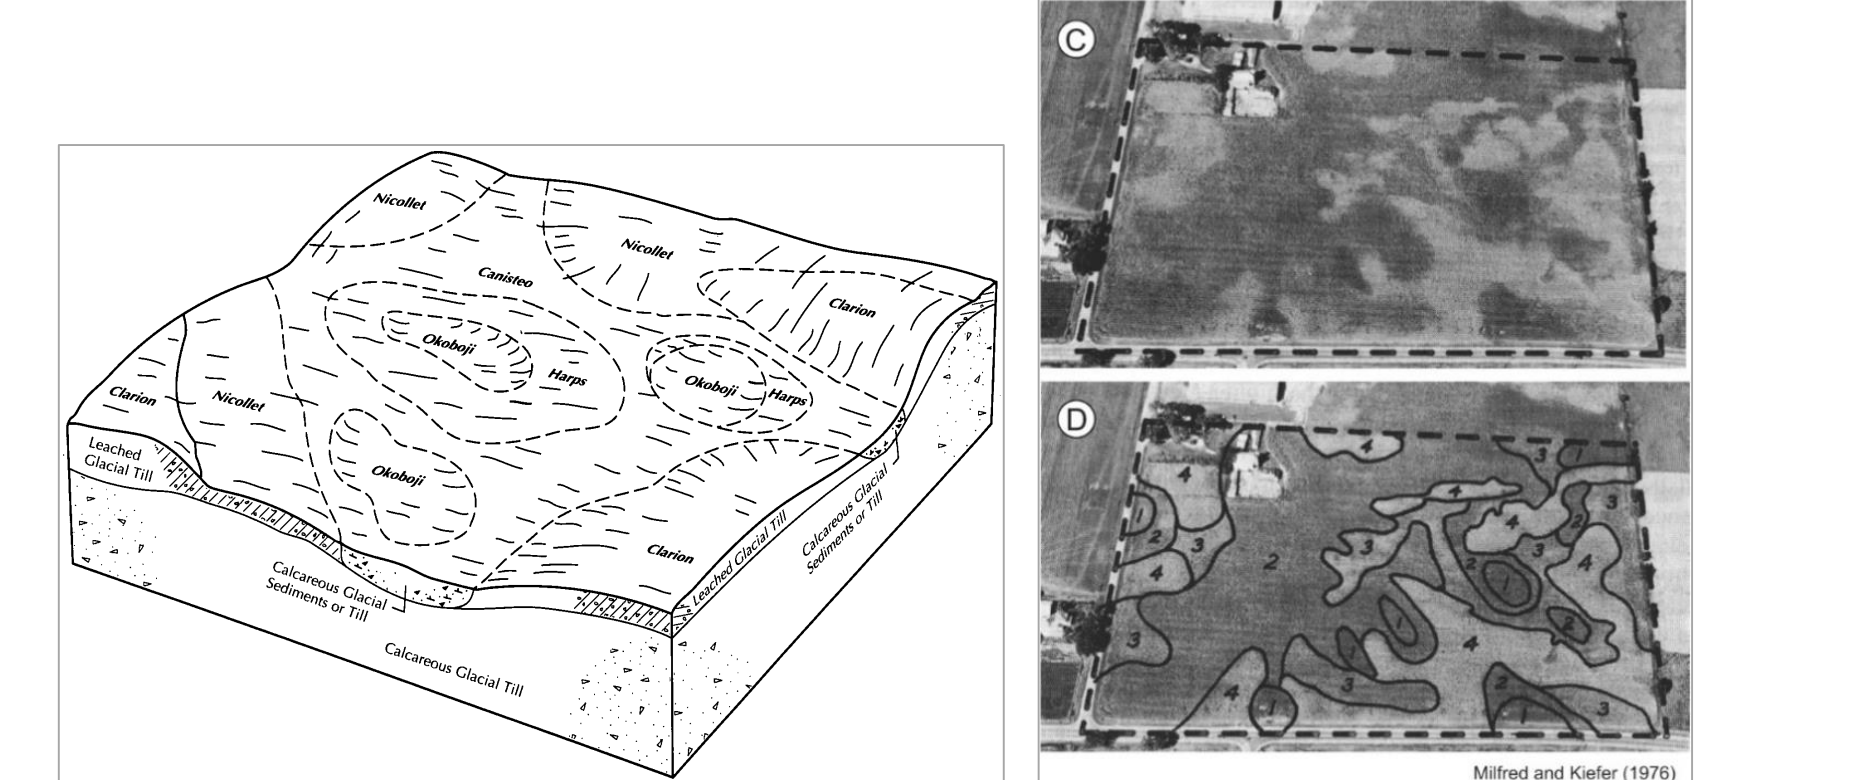 Nicollet
Nicollet
Canisteo
Clarion
Okoboji
Harps
Okoboji
Harps
Clarion
Nicollet
Okoboji
Clarion
Leached
Glacial Till
Calcareous Glacial
Sediments or Till
Calcareous Glacial Till
Leached Glacial Till
Calcareous Glacial
Sediments or Till
C
D
4
3
1
4
4
3
1
2
3
4
2
3
4
2
3
4
2
1
1
2
3
4
1
4
3
1
2
3
1
Milfred and Kiefer (1976)